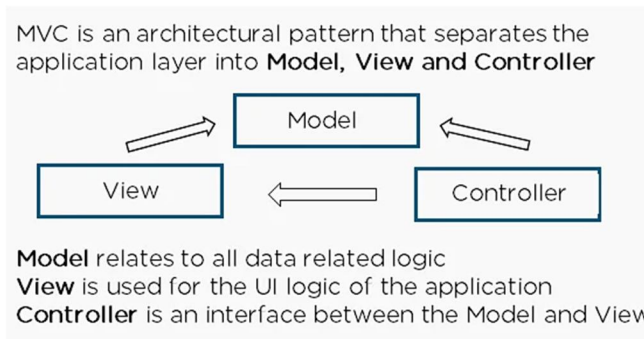 MVC is an architectural pattern that separates the
application layer into Model, View and Controller
Model
View
Controller
Model relates to all data related logic
View is used for the UI logic of the application
Controller is an interface between the Model and View